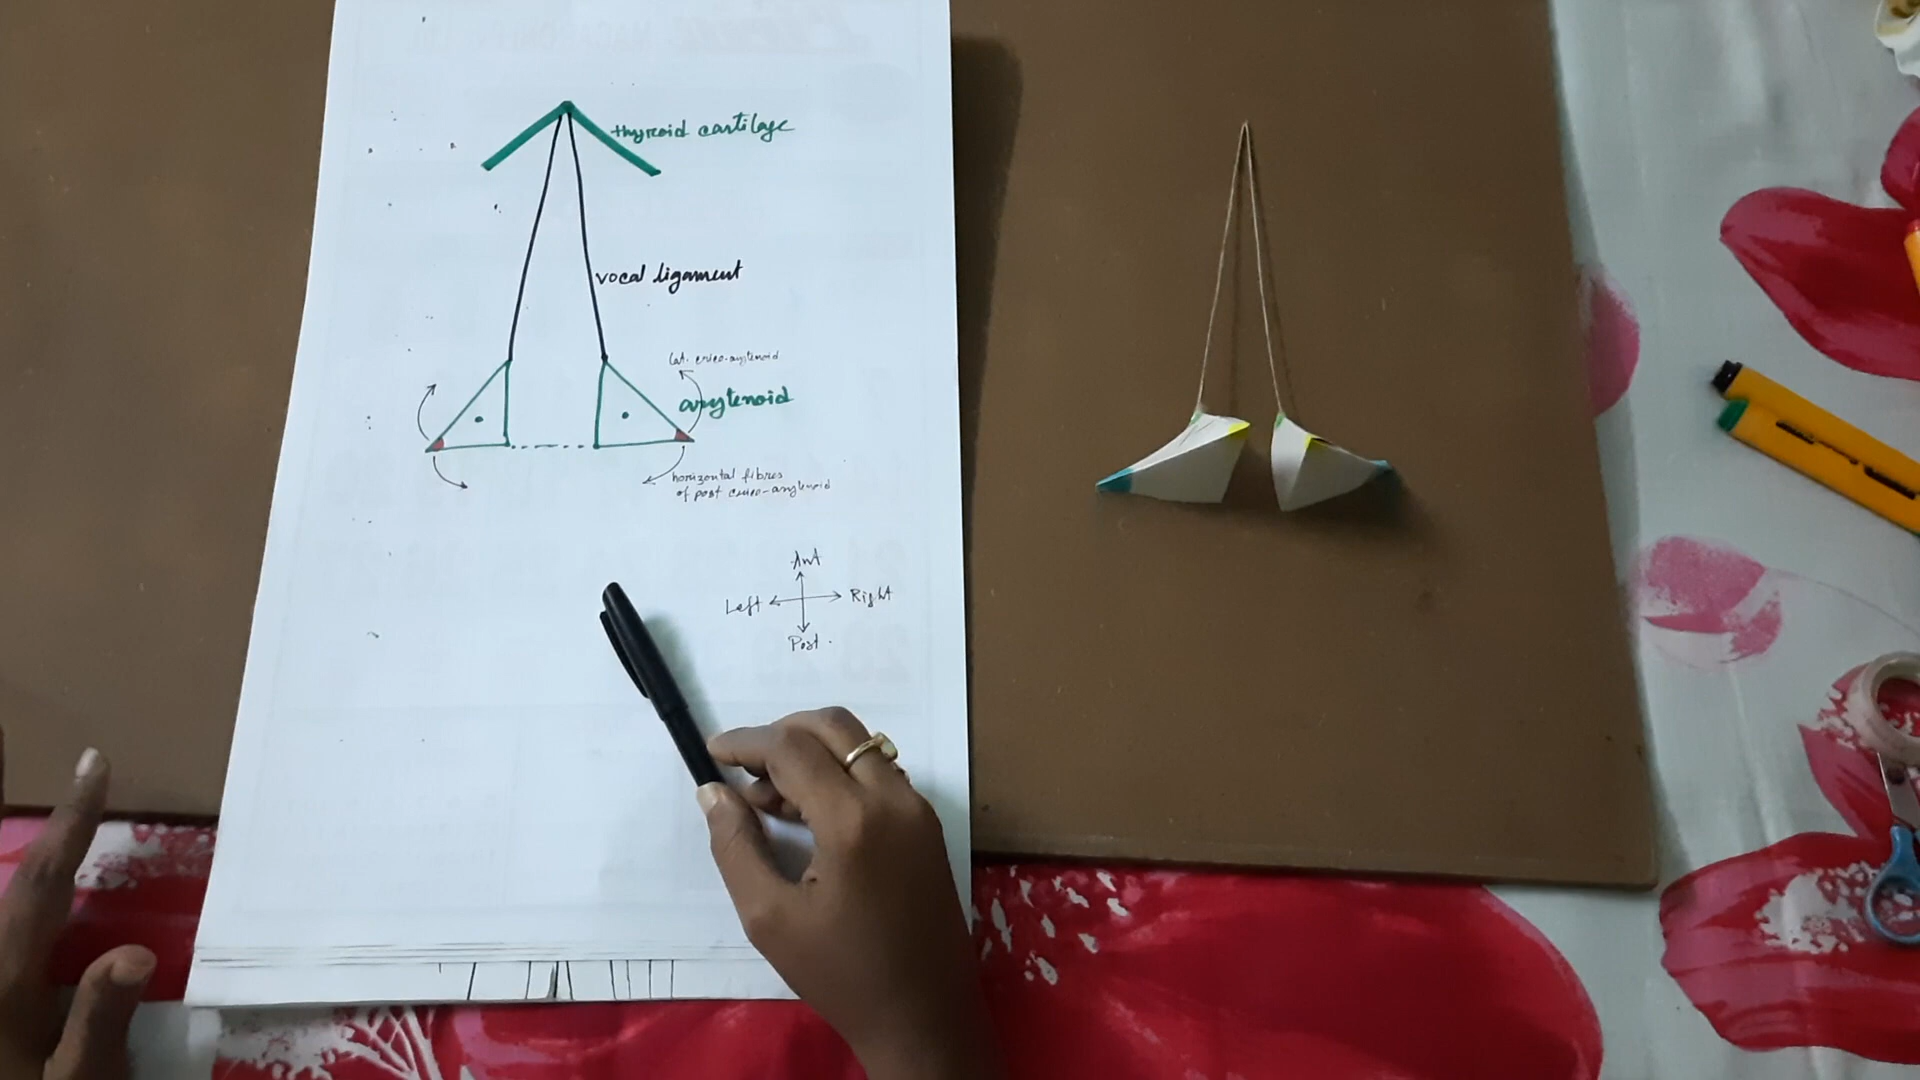 thyroid cartilage
vocal ligament
lat. crico-arytenoid
arytenoid
horizontal fibres
of post crico-arytenoid
Ant
Left
Right
Post.